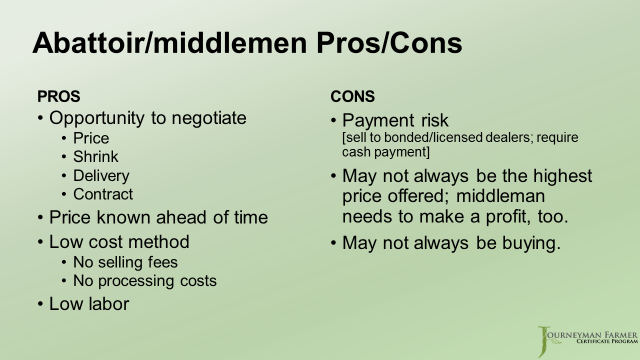 Abattoir/middlemen Pros/Cons
PROS
• Opportunity to negotiate
• Price
• Shrink
• Delivery
• Contract
• Price known ahead of time
• Low cost method
• No selling fees
• No processing costs
• Low labor
CONS
• Payment risk
[sell to bonded/licensed dealers; require
cash payment]
• May not always be the highest
price offered; middleman
needs to make a profit, too.
• May not always be buying.
JOURNEYMAN FARMER
CERTIFICATE PROGRAM